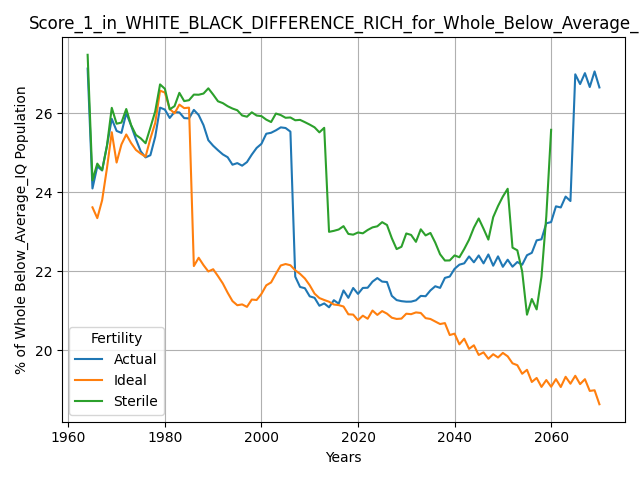 Score_1_in_WHITE_BLACK_DIFFERENCE_RICH_for_Whole_Below_Average_
% of Whole Below_Average_IQ Population
26
24
22
20
Fertility
Actual
Ideal
Sterile
1960
1980
2000
2020
2040
2060
Years